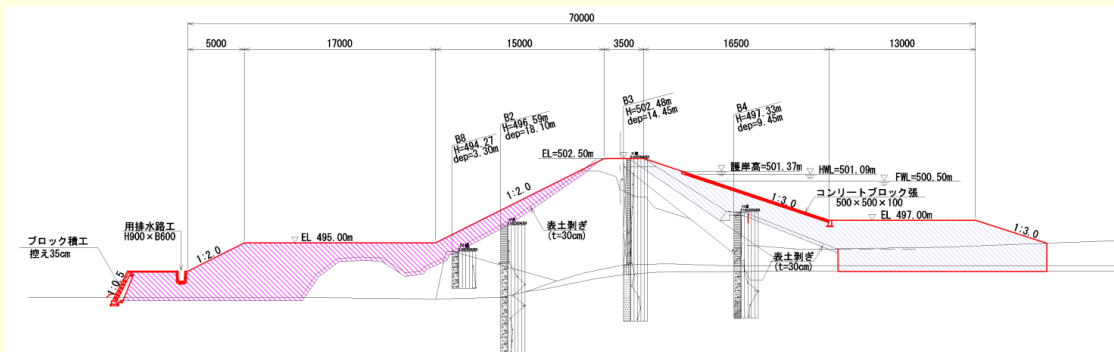 70000
5000
17000
15000
3500
16500
13000
B8
H=494.27
dep=3.30m
B2
H=496.59m
dep=18.10m
B3
H=502.48m
dep=14.45m
B4
H=497.33m
dep=9.45m
EL=502.50m
護岸高=501.37m
HWL=501.09m
FWL=500.50m
1:2.0
1:3.0
コンリートブロック張
500×500×100
EL 497.00m
1:3.0
表土剥ぎ
(t=30cm)
表土剥ぎ
(t=30cm)
EL 495.00m
1:2.0
用排水路工
H900×B600
ブロック積工
控え35cm
1:0.5